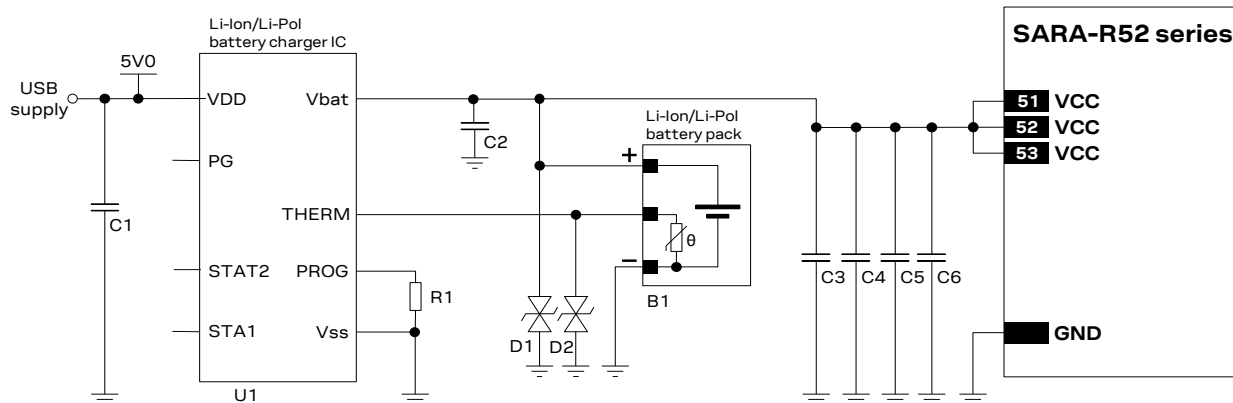 Li-Ion/Li-Pol
battery charger IC
SARA-R52 series
5V0
USB
supply
VDD
Vbat
Li-Ion/Li-Pol
battery pack
51 VCC
52 VCC
53 VCC
C2
PG
+
THERM
C1
θ
STAT2
PROG
–
C3
C4
C5
C6
R1
B1
STA1
Vss
D1
D2
GND
U1